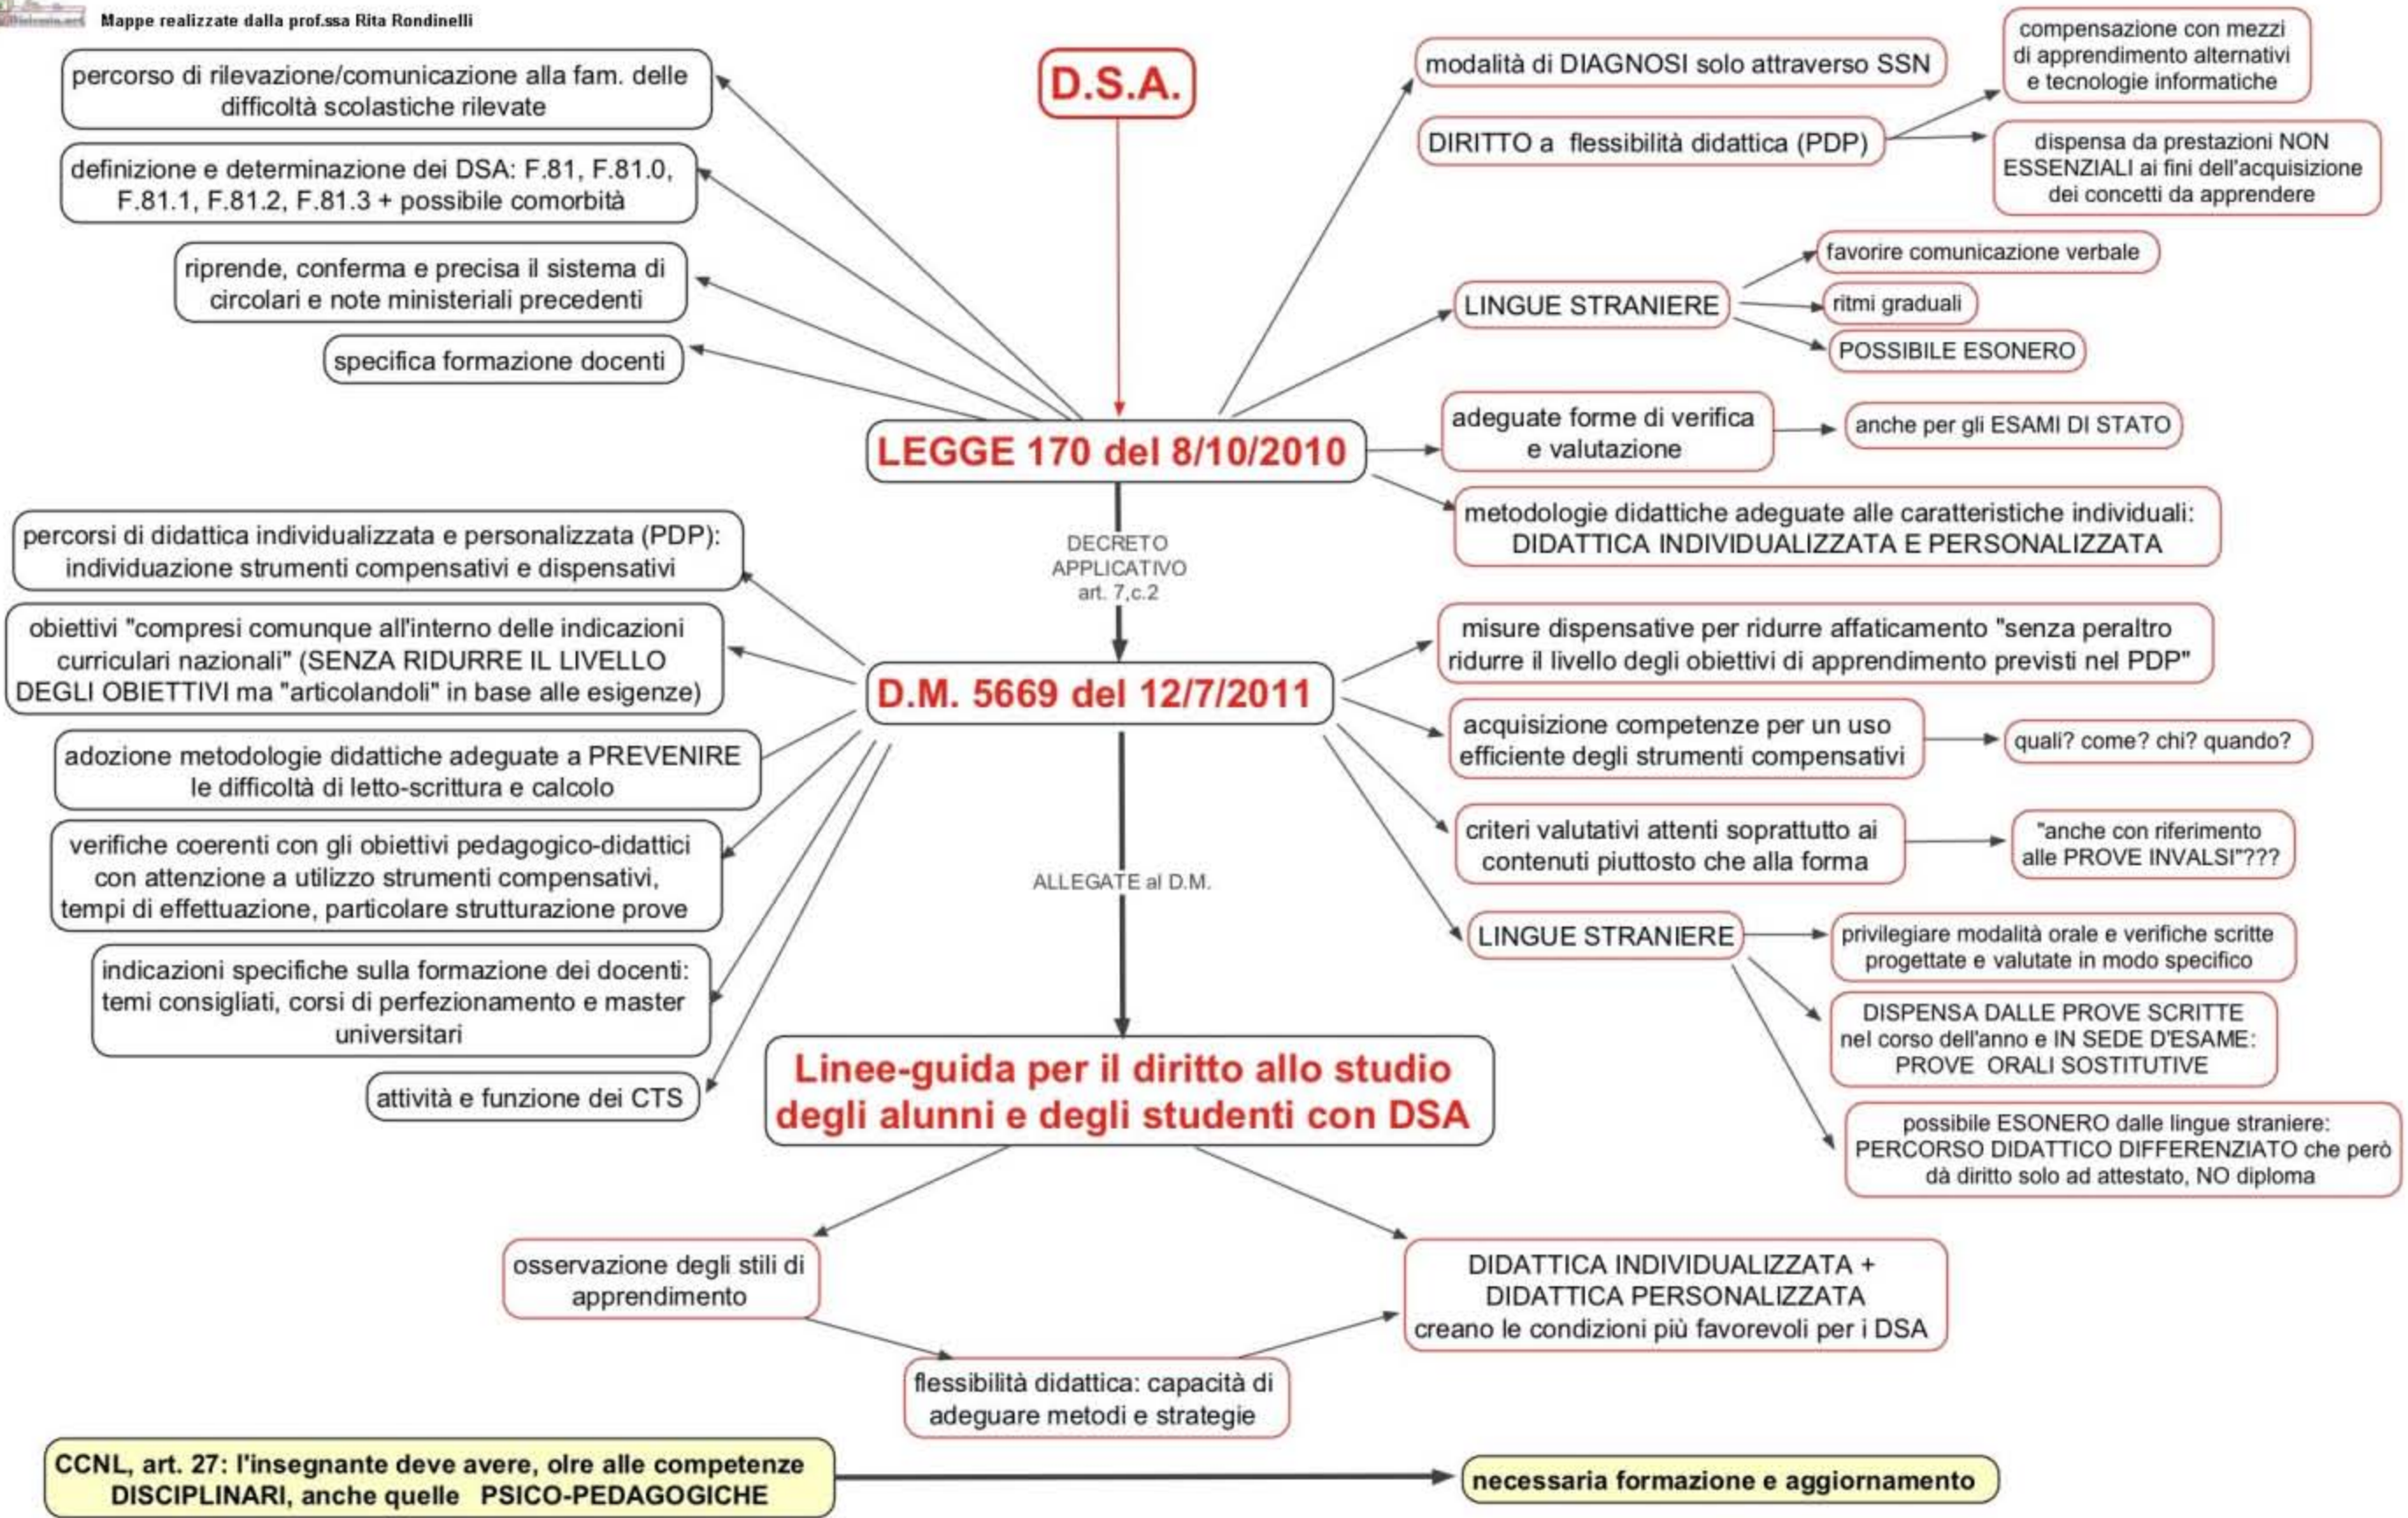 Mappe realizzate dalla prof.ssa Rita Rondinelli
D.S.A.
percorso di rilevazione/comunicazione alla fam. delle
difficoltà scolastiche rilevate
definizione e determinazione dei DSA: F.81, F.81.0,
F.81.1, F.81.2, F.81.3 + possibile comorbità
riprende, conferma e precisa il sistema di
circolari e note ministeriali precedenti
specifica formazione docenti
modalità di DIAGNOSI solo attraverso SSN
DIRITTO a flessibilità didattica (PDP)
compensazione con mezzi
di apprendimento alternativi
e tecnologie informatiche
dispensa da prestazioni NON
ESSENZIALI ai fini dell'acquisizione
dei concetti da apprendere
LINGUE STRANIERE
favorire comunicazione verbale
ritmi graduali
POSSIBILE ESONERO
LEGGE 170 del 8/10/2010
adeguate forme di verifica
e valutazione
anche per gli ESAMI DI STATO
metodologie didattiche adeguate alle caratteristiche individuali:
DIDATTICA INDIVIDUALIZZATA E PERSONALIZZATA
DECRETO
APPLICATIVO
art. 7,c.2
percorsi di didattica individualizzata e personalizzata (PDP):
individuazione strumenti compensativi e dispensativi
obiettivi "compresi comunque all'interno delle indicazioni
curriculari nazionali" (SENZA RIDURRE IL LIVELLO
DEGLI OBIETTIVI ma "articolandoli" in base alle esigenze)
adozione metodologie didattiche adeguate a PREVENIRE
le difficoltà di letto-scrittura e calcolo
verifiche coerenti con gli obiettivi pedagogico-didattici
con attenzione a utilizzo strumenti compensativi,
tempi di effettuazione, particolare strutturazione prove
indicazioni specifiche sulla formazione dei docenti:
temi consigliati, corsi di perfezionamento e master
universitari
attività e funzione dei CTS
D.M. 5669 del 12/7/2011
misure dispensative per ridurre affaticamento "senza peraltro
ridurre il livello degli obiettivi di apprendimento previsti nel PDP"
acquisizione competenze per un uso
efficiente degli strumenti compensativi
quali? come? chi? quando?
criteri valutativi attenti soprattutto ai
contenuti piuttosto che alla forma
"anche con riferimento
alle PROVE INVALSI"???
LINGUE STRANIERE
privilegiare modalità orale e verifiche scritte
progettate e valutate in modo specifico
DISPENSA DALLE PROVE SCRITTE
nel corso dell'anno e IN SEDE D'ESAME:
PROVE ORALI SOSTITUTIVE
possibile ESONERO dalle lingue straniere:
PERCORSO DIDATTICO DIFFERENZIATO che però
dà diritto solo ad attestato, NO diploma
ALLEGATE al D.M.
Linee-guida per il diritto allo studio
degli alunni e degli studenti con DSA
osservazione degli stili di
apprendimento
flessibilità didattica: capacità di
adeguare metodi e strategie
DIDATTICA INDIVIDUALIZZATA +
DIDATTICA PERSONALIZZATA
creano le condizioni più favorevoli per i DSA
CCNL, art. 27: l'insegnante deve avere, olre alle competenze
DISCIPLINARI, anche quelle PSICO-PEDAGOGICHE
necessaria formazione e aggiornamento